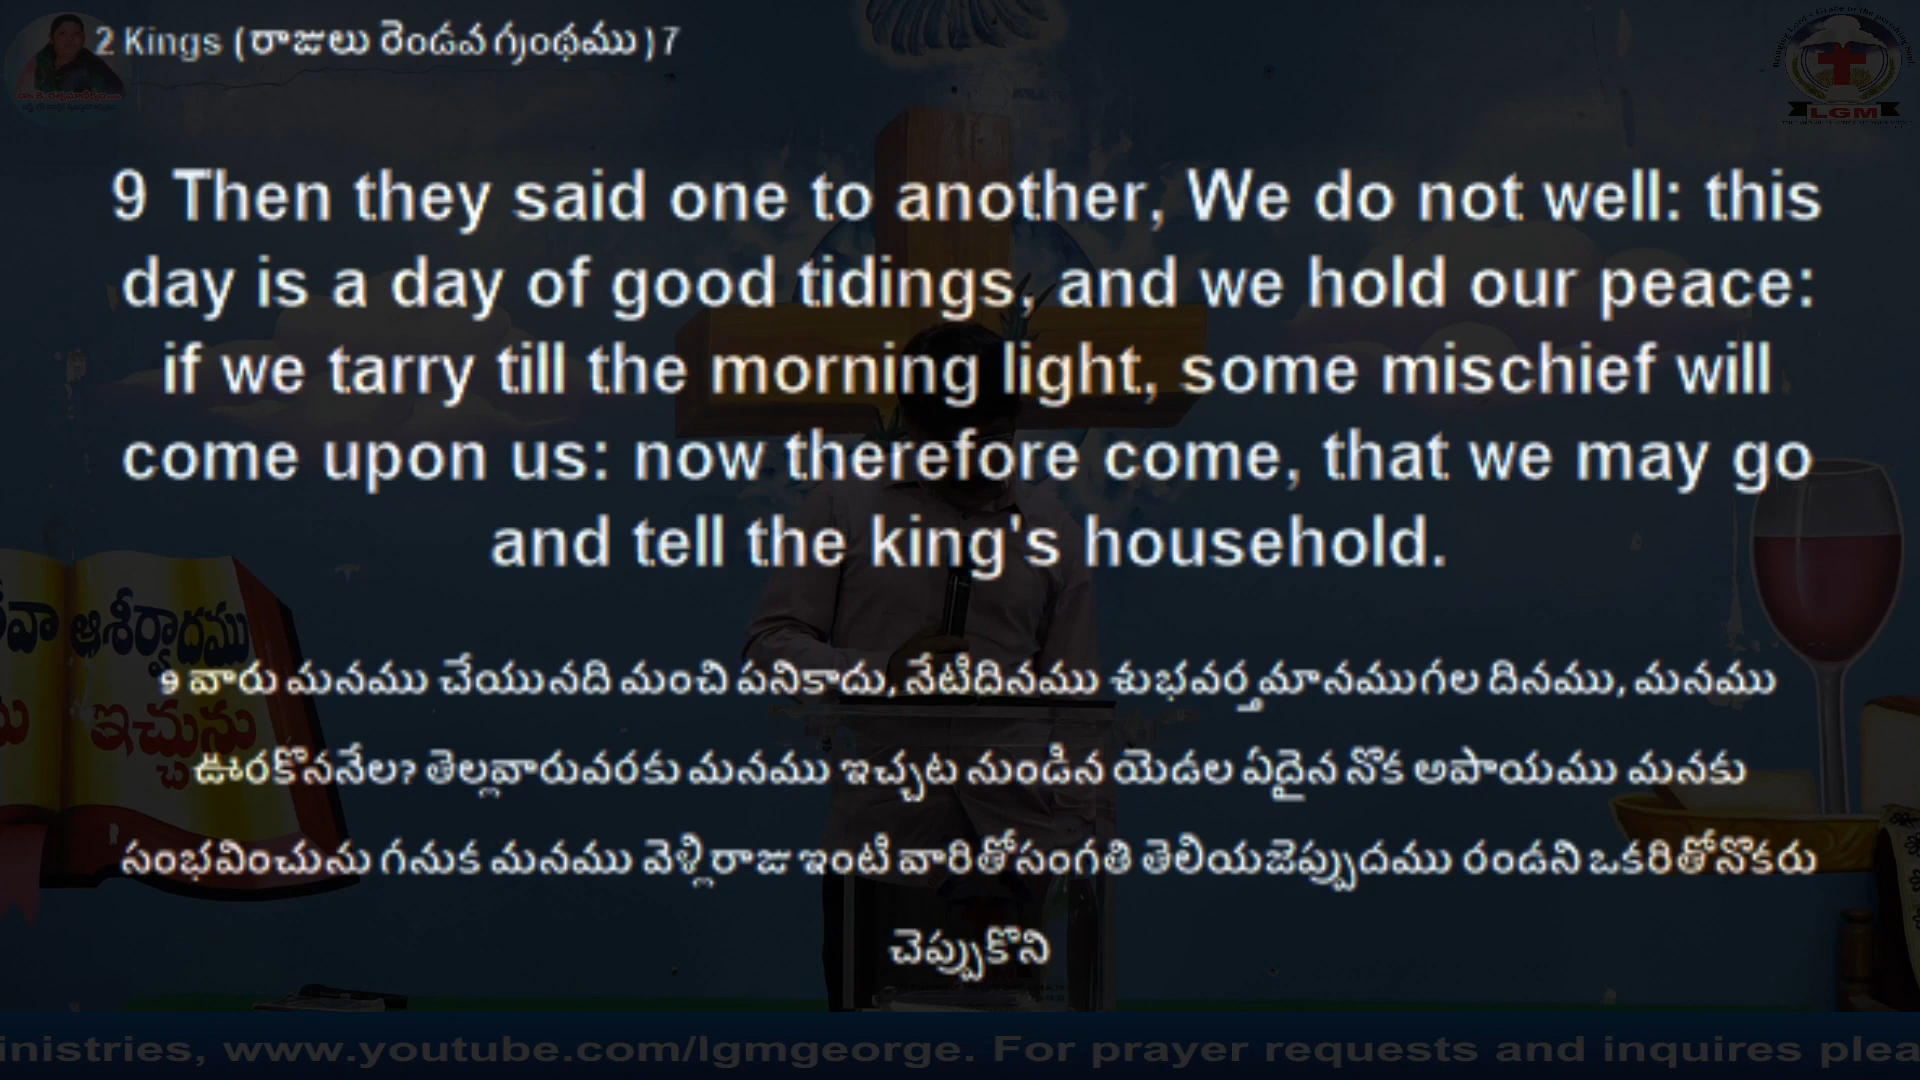 2 Kings (రాజులు రెండవ గ్రంథము) 7
LGM
9 Then they said one to another, We do not well: this
day is a day of good tidings, and we hold our peace:
if we tarry till the morning light, some mischief will
come upon us: now therefore come, that we may go
and tell the king's household.
ఆశీర్వాదము
ఇచ్చును
9 వారు మనము చేయునది మంచి పనికాదు, నేటిదినము శుభవర్తమానముగల దినము, మనము
ఊరకొననేల? తెల్లవారువరకు మనము ఇచ్చట నుండిన యెడల ఏదైన నొక అపాయము మనకు
సంభవించును గనుక మనము వెళ్లి రాజు ఇంటి వారితోసంగతి తెలియజెప్పుదము రండని ఒకరితోనొకరు
చెప్పుకొని
inistries, www.youtube.com/lgmgeorge. For prayer requests and inquires plea